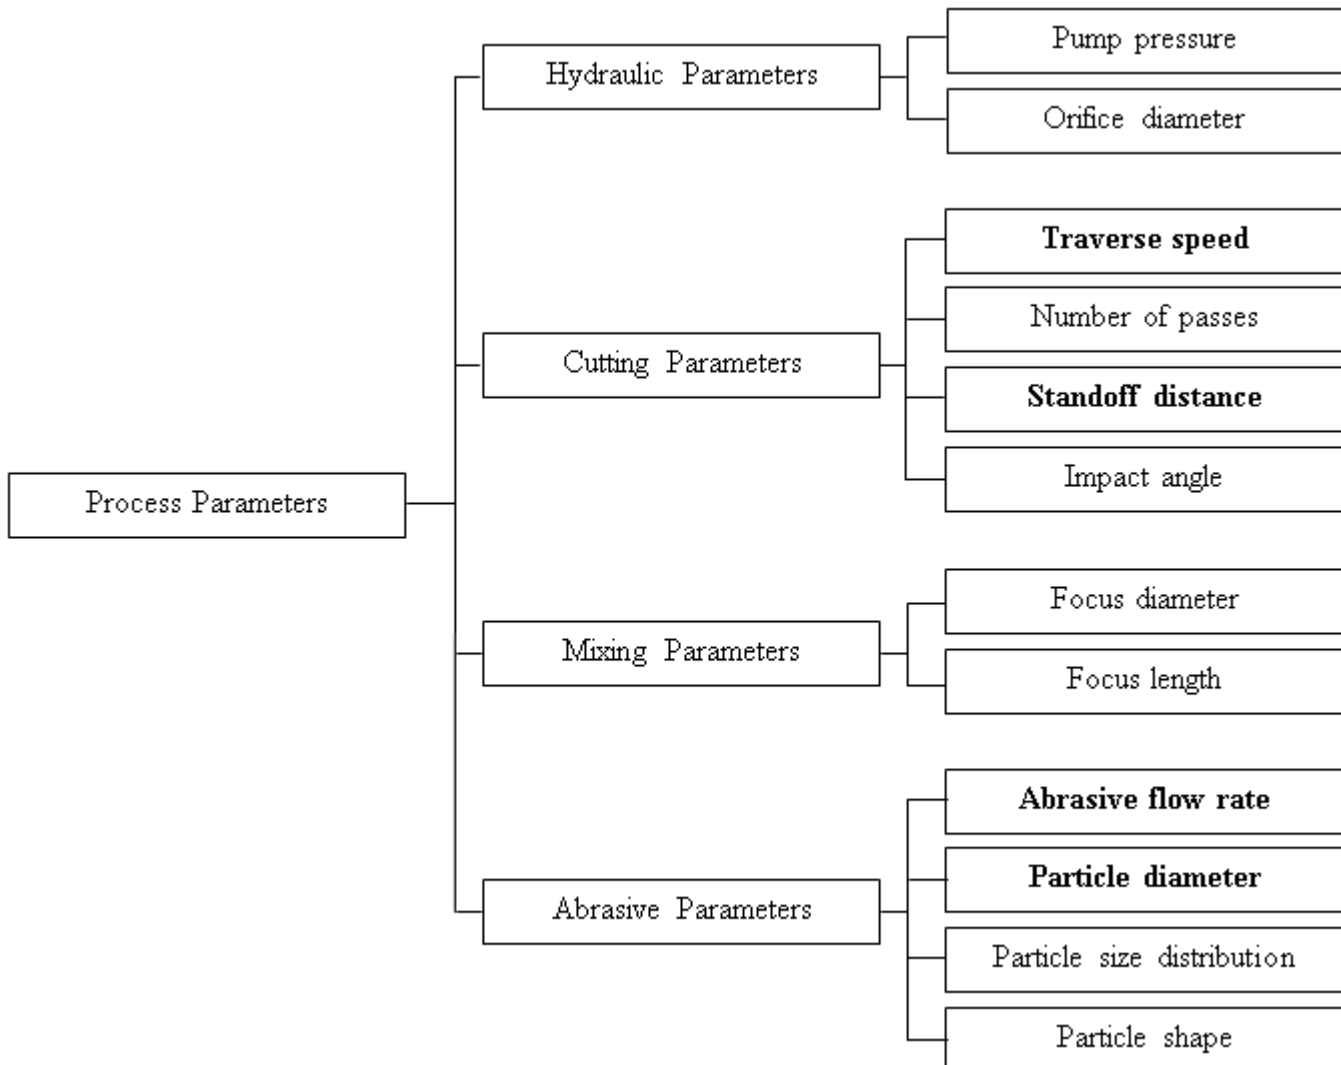 Pump pressure
Hydraulic Parameters
Orifice diameter
Traverse speed
Number of passes
Cutting Parameters
Standoff distance
Impact angle
Process Parameters
Focus diameter
Mixing Parameters
Focus length
Abrasive flow rate
Particle diameter
Abrasive Parameters
Particle size distribution
Particle shape